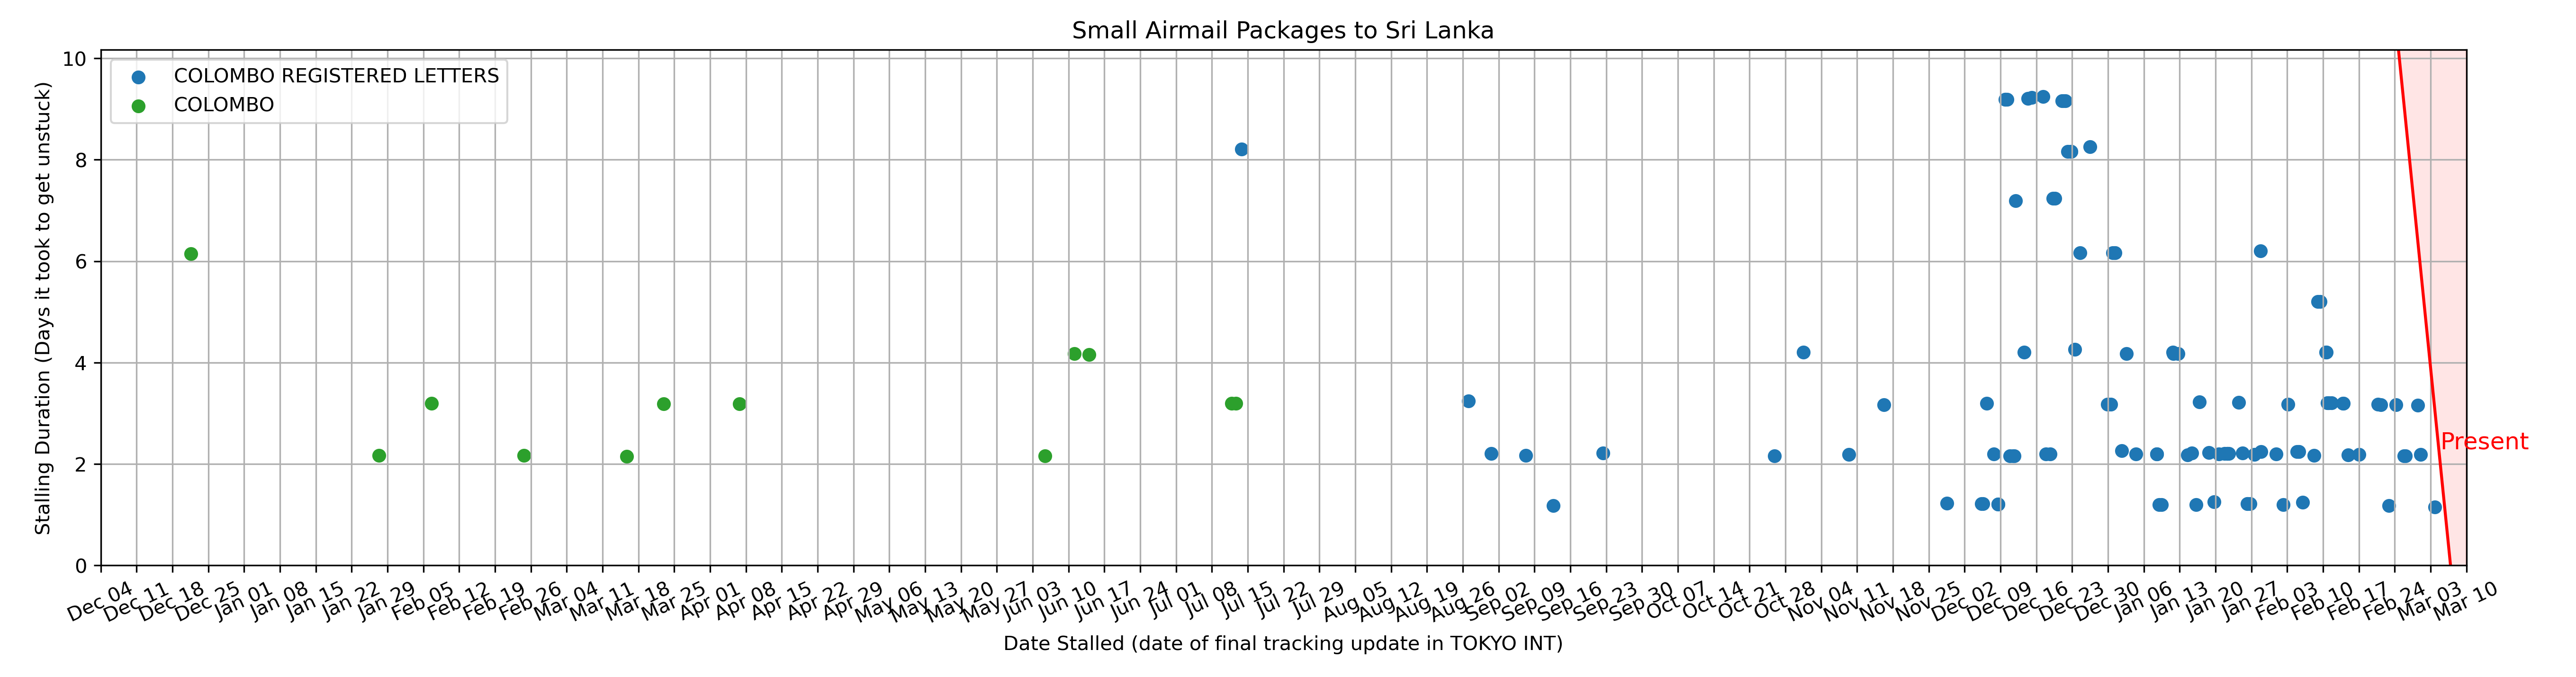 Small Airmail Packages to Sri Lanka
COLOMBO REGISTERED LETTERS
COLOMBO
Stalling Duration (Days it took to get unstuck)
10
8
6
4
2
0
Present
Dec 04
Dec 11
Dec 18
Dec 25
Jan 01
Jan 08
Jan 15
Jan 22
Jan 29
Feb 05
Feb 12
Feb 19
Feb 26
Mar 04
Mar 11
Mar 18
Mar 25
Apr 01
Apr 08
Apr 15
Apr 22
Apr 29
May 06
May 13
May 20
May 27
Jun 03
Jun 10
Jun 17
Jun 24
Jul 01
Jul 08
Jul 15
Jul 22
Jul 29
Aug 05
Aug 12
Aug 19
Aug 26
Sep 02
Sep 09
Sep 16
Sep 23
Sep 30
Oct 07
Oct 14
Oct 21
Oct 28
Nov 04
Nov 11
Nov 18
Nov 25
Dec 02
Dec 09
Dec 16
Dec 23
Dec 30
Jan 06
Jan 13
Jan 20
Jan 27
Feb 03
Feb 10
Feb 17
Feb 24
Mar 03
Mar 10
Date Stalled (date of final tracking update in TOKYO INT)